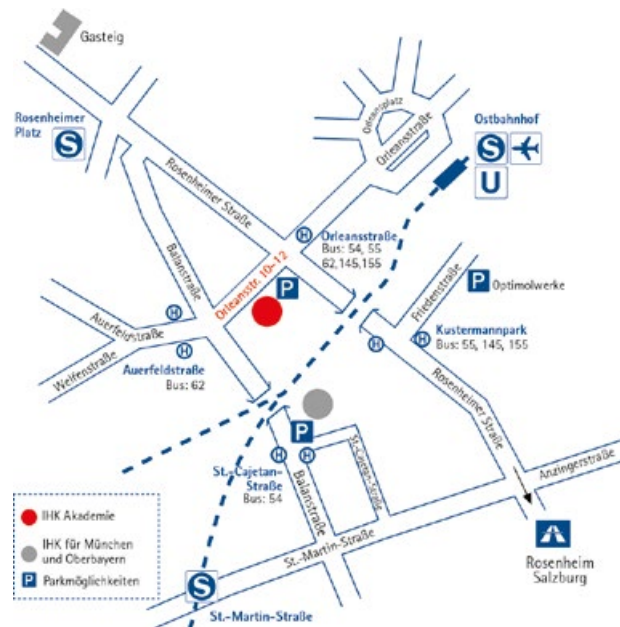 Gasteig
Rosenheimer
Platz
S
Orleansplatz
Orleansstraße
Ostbahnhof
S
U
Rosenheimer Straße
Balanstraße
H
Orleansstraße
Bus: 54, 55
62,145,155
Orleansstr. 10-12
P
Friedenstraße
P
Optimolwerke
H
Auerfeldstraße
Welfenstraße
H
Auerfeldstraße
Bus: 62
H
H
Kustermannpark
Bus: 55, 145, 155
Rosenheimer Straße
P
H
H
St.-Cajetan-
Straße
Bus: 54
St.-Cajetan-Straße
Balanstraße
Anzingerstraße
St.-Martin-Straße
Rosenheim
Salzburg
IHK Akademie
IHK für München
und Oberbayern
P
Parkmöglichkeiten
S
St.-Martin-Straße